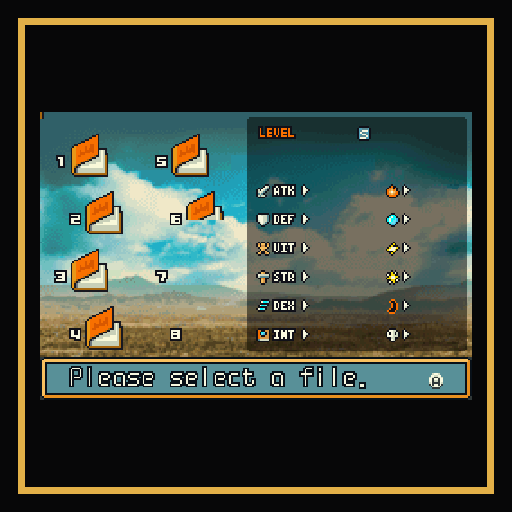 LEVEL S
1 5
ATK
2 6 DEF
VIT
3 7 STR
DEX
4 8 INT
Please select a file. A